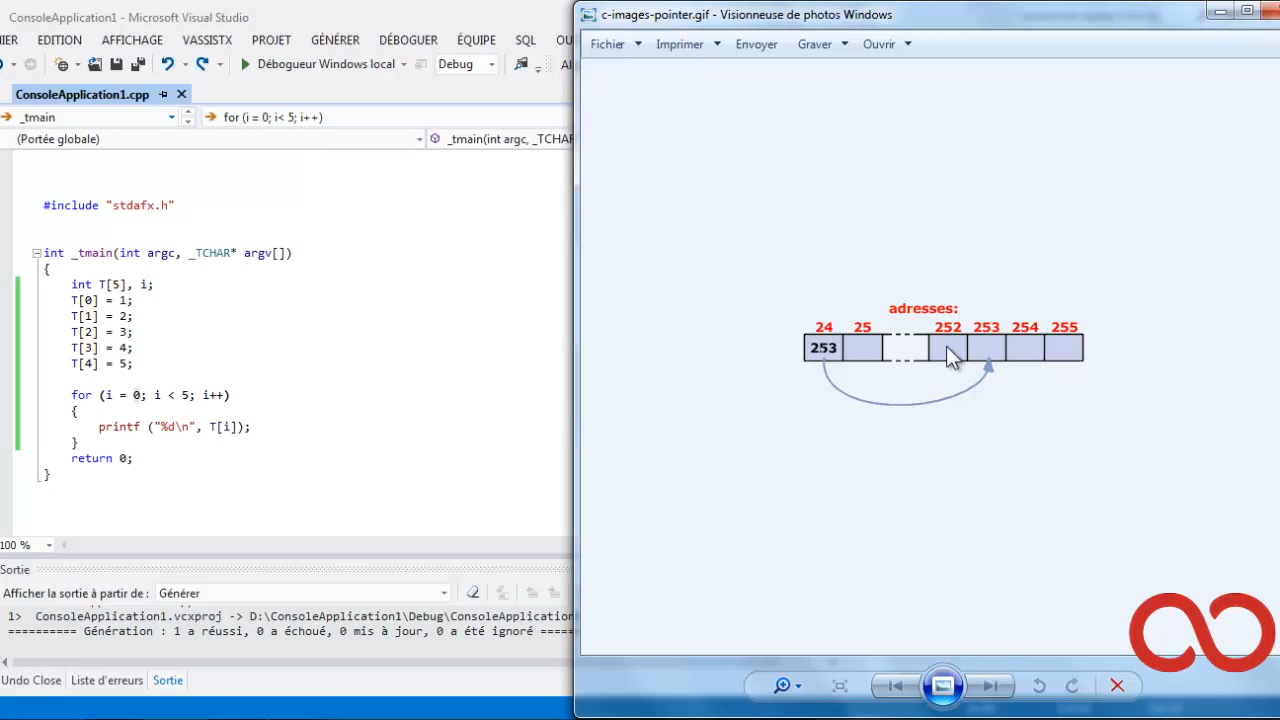 ConsoleApplication1 - Microsoft Visual Studio
IER EDITION AFFICHAGE VASSISTX PROJET GÉNÉRER DÉBOGUER ÉQUIPE SQL OU
Débogueur Windows local Debug
ConsoleApplication1.cpp
_tmain for (i = 0; i< 5; i++)
(Portée globale) _tmain(int argc, _TCHA
#include "stdafx.h"
int _tmain(int argc, _TCHAR* argv[])
{
int T[5], i;
T[0] = 1;
T[1] = 2;
T[2] = 3;
T[3] = 4;
T[4] = 5;
for (i = 0; i < 5; i++)
{
printf ("%d\n", T[i]);
}
return 0;
}
100 %
Sortie
Afficher la sortie à partir de : Générer
1> ConsoleApplication1.vcxproj -> D:\ConsoleApplication1\Debug\ConsoleApplication
========== Génération : 1 a réussi, 0 a échoué, 0 mis à jour, 0 a été ignoré =====
Undo Close Liste d'erreurs Sortie
c-images-pointer.gif - Visionneuse de photos Windows
Fichier Imprimer Envoyer Graver Ouvrir
adresses:
24 25 252 253 254 255
253